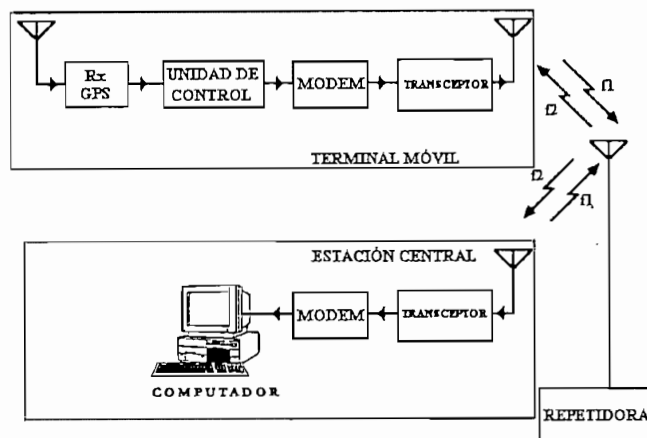 Rx
GPS
UNIDAD DE
CONTROL
MODEM
TRANSCEPTOR
TERMINAL MÓVIL
f2
f1
f2
f1
ESTACIÓN CENTRAL
MODEM
TRANSCEPTOR
COMPUTADOR
REPETIDORA